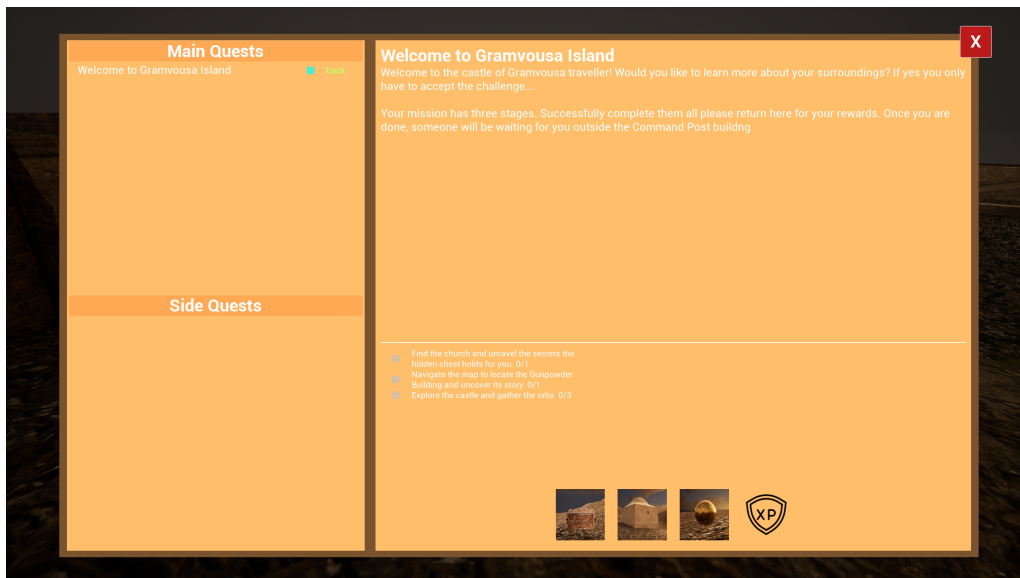 Main Quests
Welcome to Gramvousa Island
Track
Side Quests
X
Welcome to Gramvousa Island
Welcome to the castle of Gramvousa traveller! Would you like to learn more about your surroundings? If yes you only
have to accept the challenge...
Your mission has three stages. Successfully complete them all please return here for your rewards. Once you are
done, someone will be waiting for you outside the Command Post buildng
Find the church and unravel the secrets the
hidden chest holds for you. 0/1
Navigate the map to locate the Gunpowder
Building and uncover its story. 0/1
Explore the castle and gather the orbs. 0/3
XP